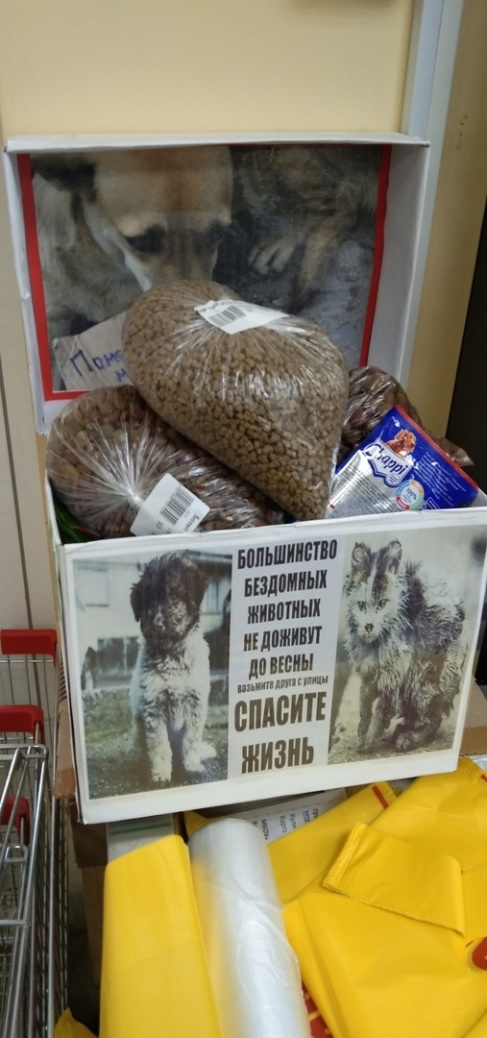 БОЛЬШИНСТВО
БЕЗДОМНЫХ
ЖИВОТНЫХ
НЕ ДОЖИВУТ
ДО ВЕСНЫ
возьмите друга с улицы
СПАСИТЕ
ЖИЗНЬ